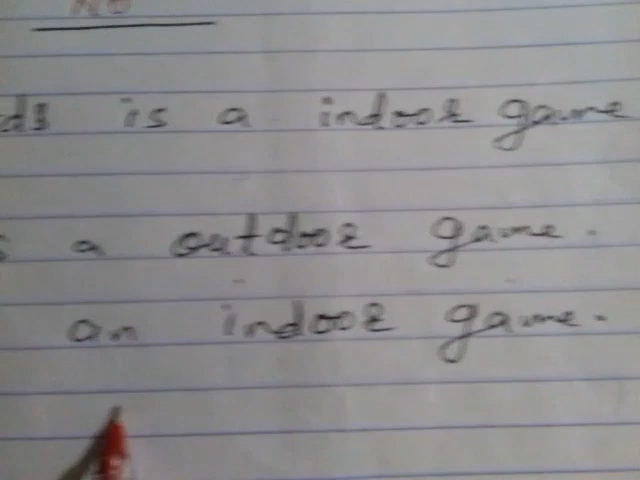 is a indoor game
a outdoor game.
an indoor game.